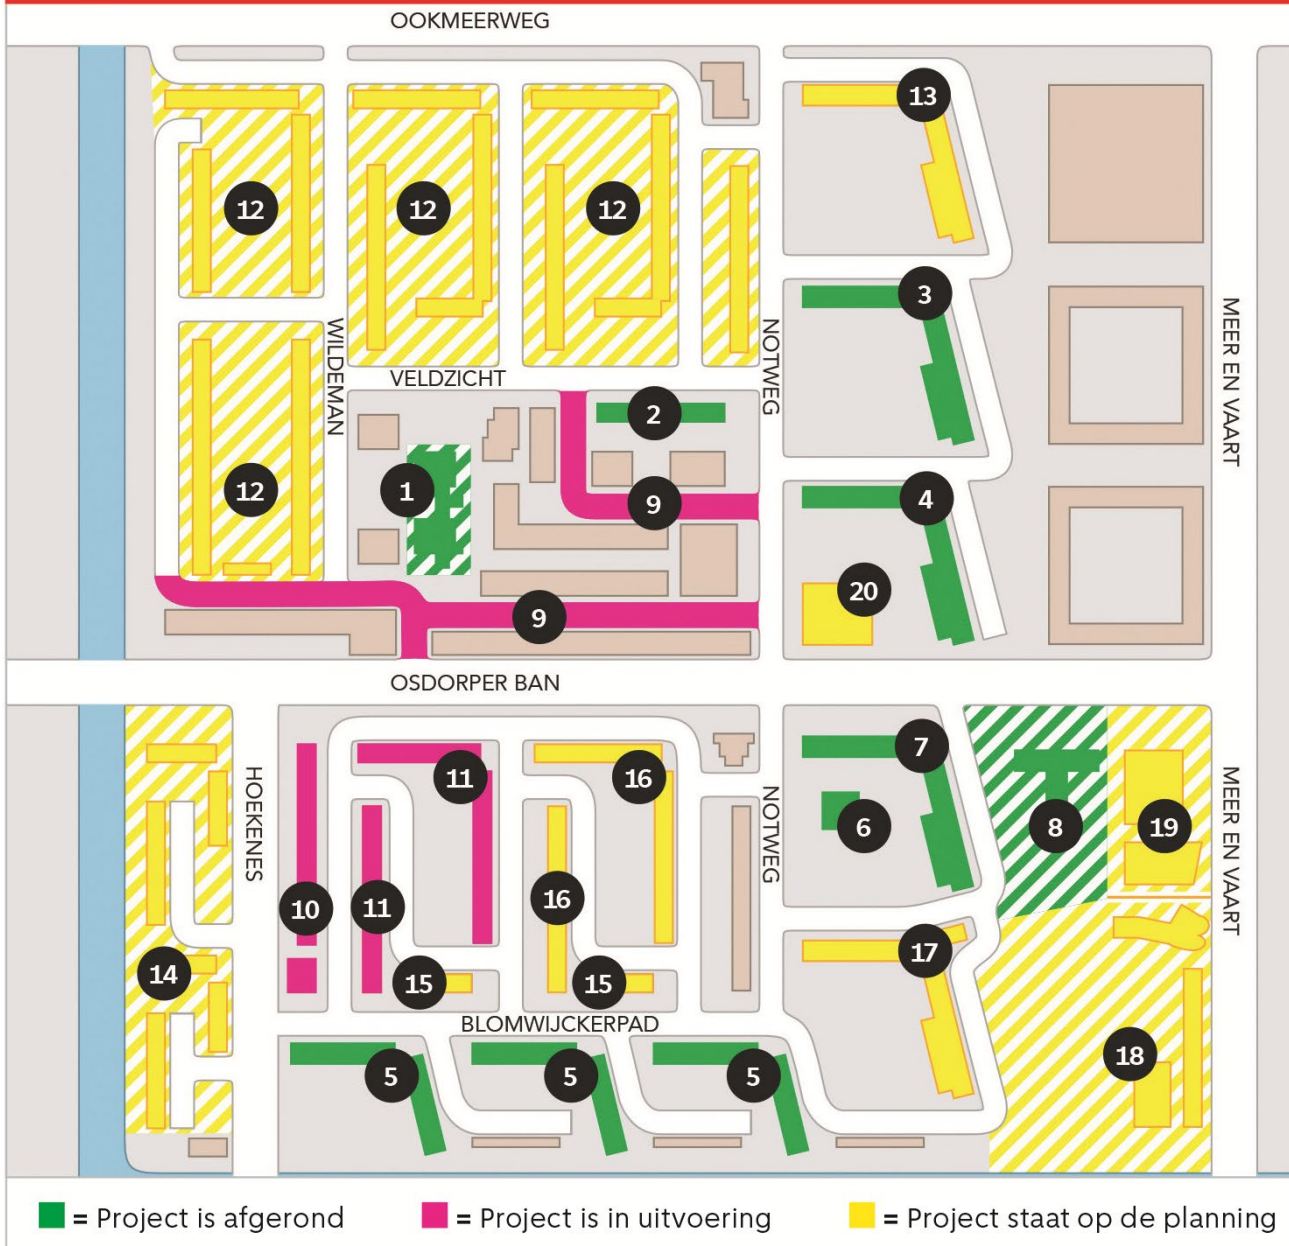 OOKMEERWEG
13
12
12
12
3
WILDEMAN
NOTWEG
MEER EN VAART
VELDZICHT
2
12
1
9
4
20
9
OSDORPER BAN
7
11
16
HOEKENES
NOTWEG
MEER EN VAART
6
8
19
10
11
16
14
15
15
17
BLOMWIJCKERPAD
18
5
5
5
= Project is afgerond
= Project is in uitvoering
= Project staat op de planning